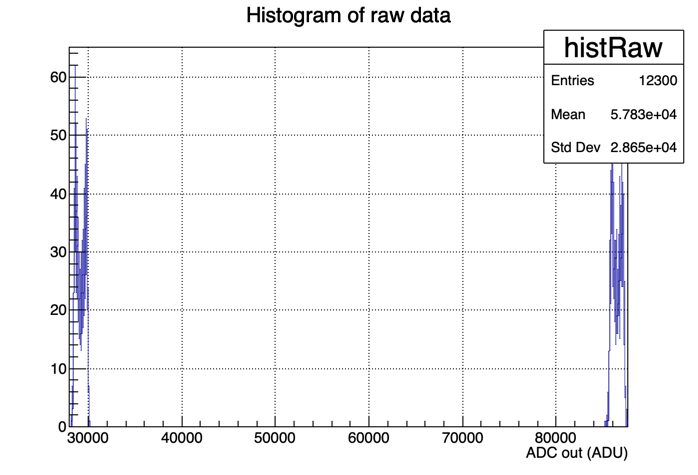 Histogram of raw data
histRaw
Entries 12300
Mean 5.783e+04
Std Dev 2.865e+04
60
50
40
30
20
10
0
30000 40000 50000 60000 70000 80000
ADC out (ADU)